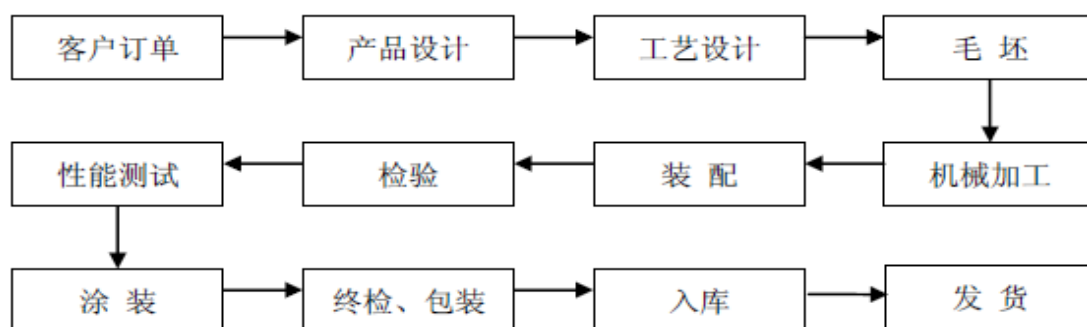 客户订单
产品设计
工艺设计
毛 坯
机械加工
装 配
检验
性能测试
涂 装
终检、包装
入库
发 货